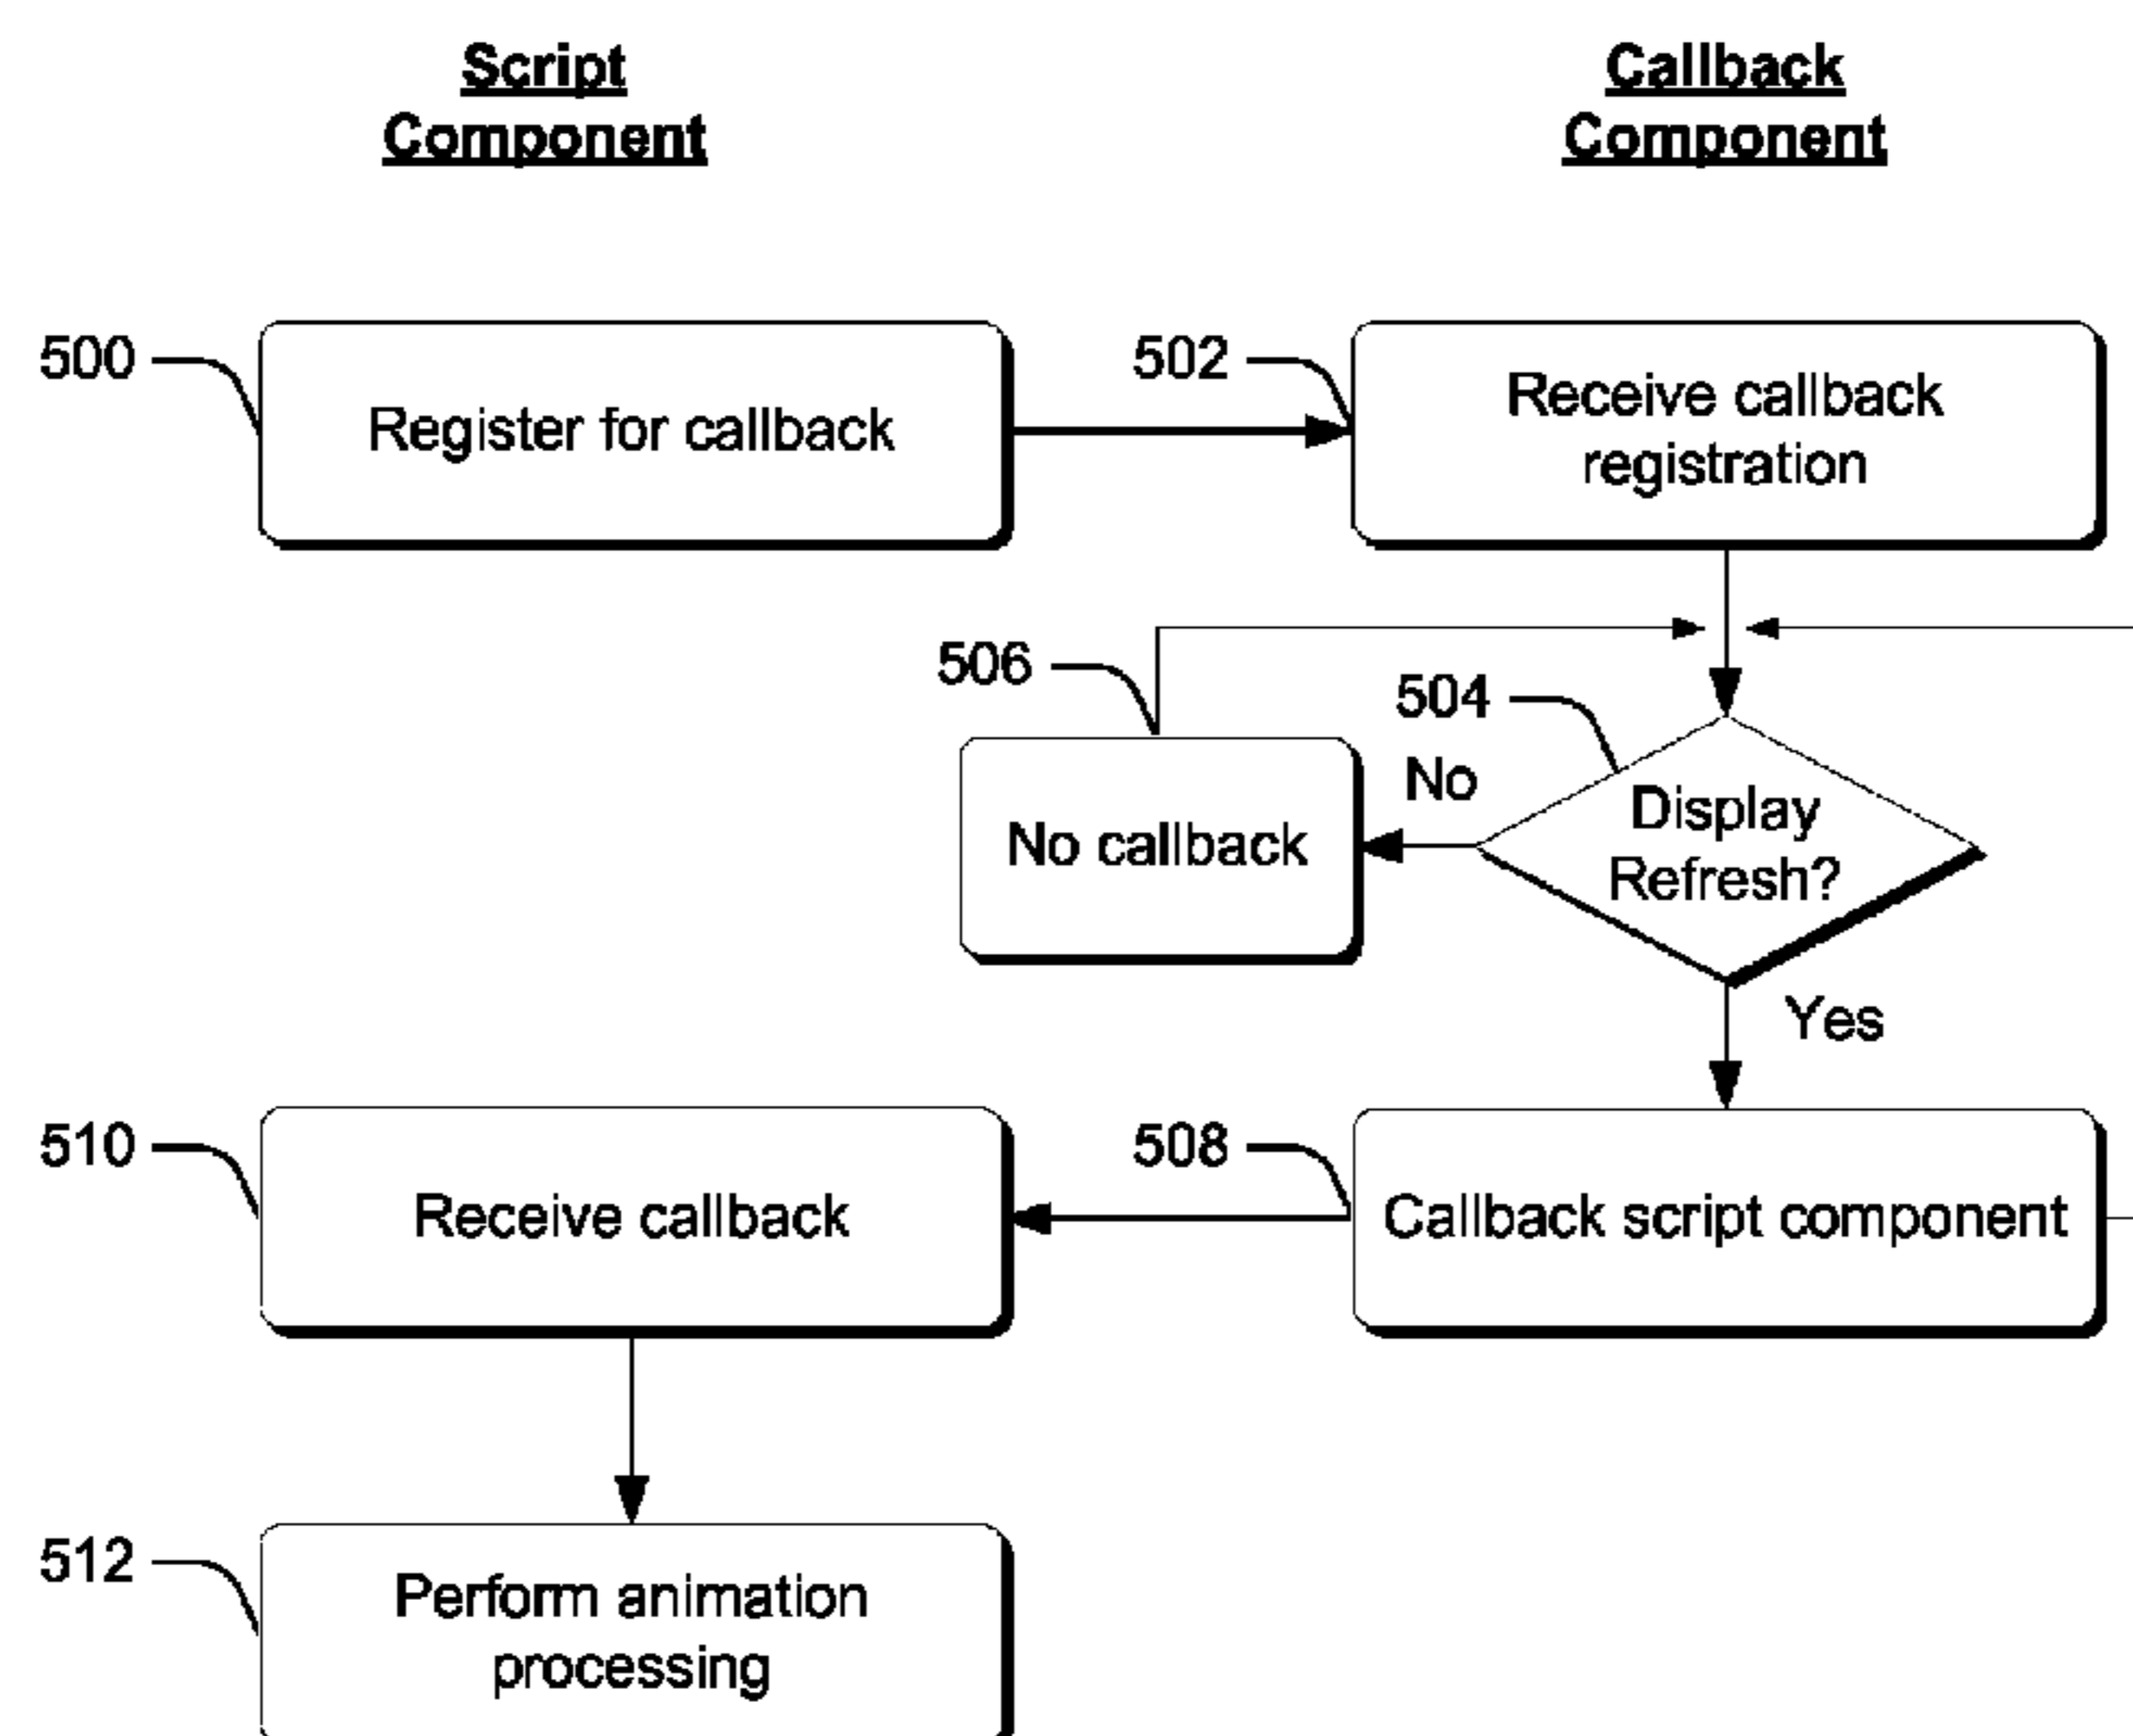 Script
Component
Callback
Component
500
Register for callback
502
Receive callback
registration
506
504
No
No callback
Display
Refresh?
Yes
510
Receive callback
508
Callback script component
512
Perform animation
processing